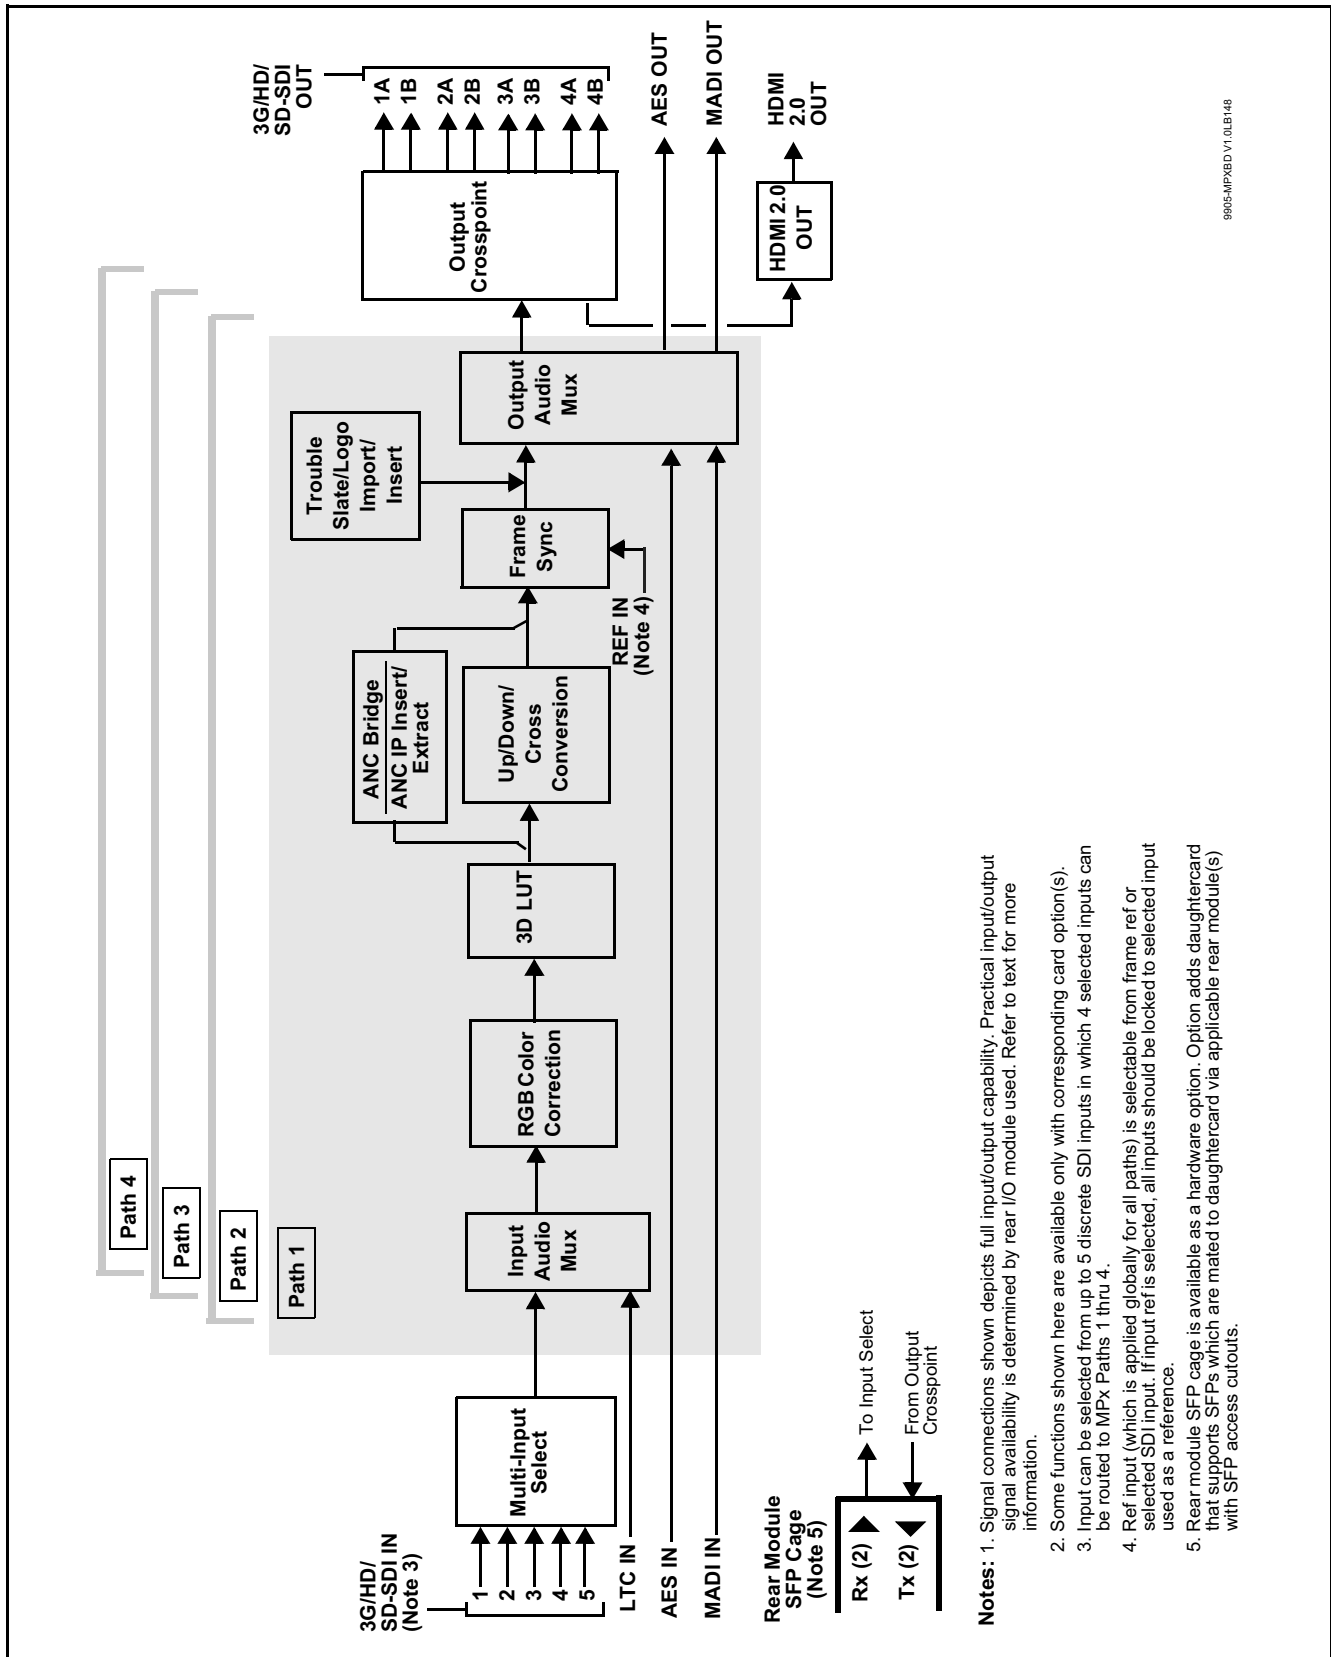 Path 4
Path 3
Path 2
Path 1
3G/HD/
SD-SDI IN
(Note 3)
1
2
3
4
5
LTC IN
AES IN
MADI IN
Multi-Input
Select
Input
Audio
Mux
RGB Color
Correction
3D LUT
ANC Bridge
ANC IP Insert/
Extract
Up/Down/
Cross
Conversion
Frame
Sync
REF IN
(Note 4)
Trouble
Slate/Logo
Import/
Insert
Output
Audio
Mux
Output
Crosspoint
3G/HD/
SD-SDI
OUT
1A
1B
2A
2B
3A
3B
4A
4B
AES OUT
MADI OUT
HDMI 2.0
OUT
HDMI
2.0
OUT
Rear Module
SFP Cage
(Note 5)
Rx (2)
Tx (2)
To Input Select
From Output
Crosspoint
Notes: 1. Signal connections shown depicts full input/output capability. Practical input/output
signal availability is determined by rear I/O module used. Refer to text for more
information.
2. Some functions shown here are available only with corresponding card option(s).
3. Input can be selected from up to 5 discrete SDI inputs in which 4 selected inputs can
be routed to MPx Paths 1 thru 4.
4. Ref input (which is applied globally for all paths) is selectable from frame ref or
selected SDI input. If input ref is selected, all inputs should be locked to selected input
used as a reference.
5. Rear module SFP cage is available as a hardware option. Option adds daughtercard
that supports SFPs which are mated to daughtercard via applicable rear module(s)
with SFP access cutouts.
9905-MPXBD V1.0LB148